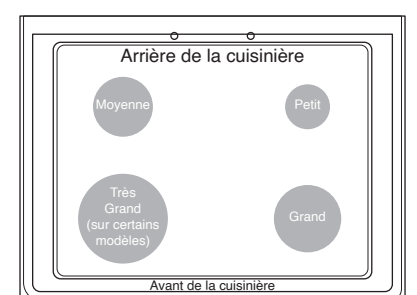 Arrière de la cuisinière
Moyenne
Petit
Très
Grand
(sur certains
modèles)
Grand
Avant de la cuisinière